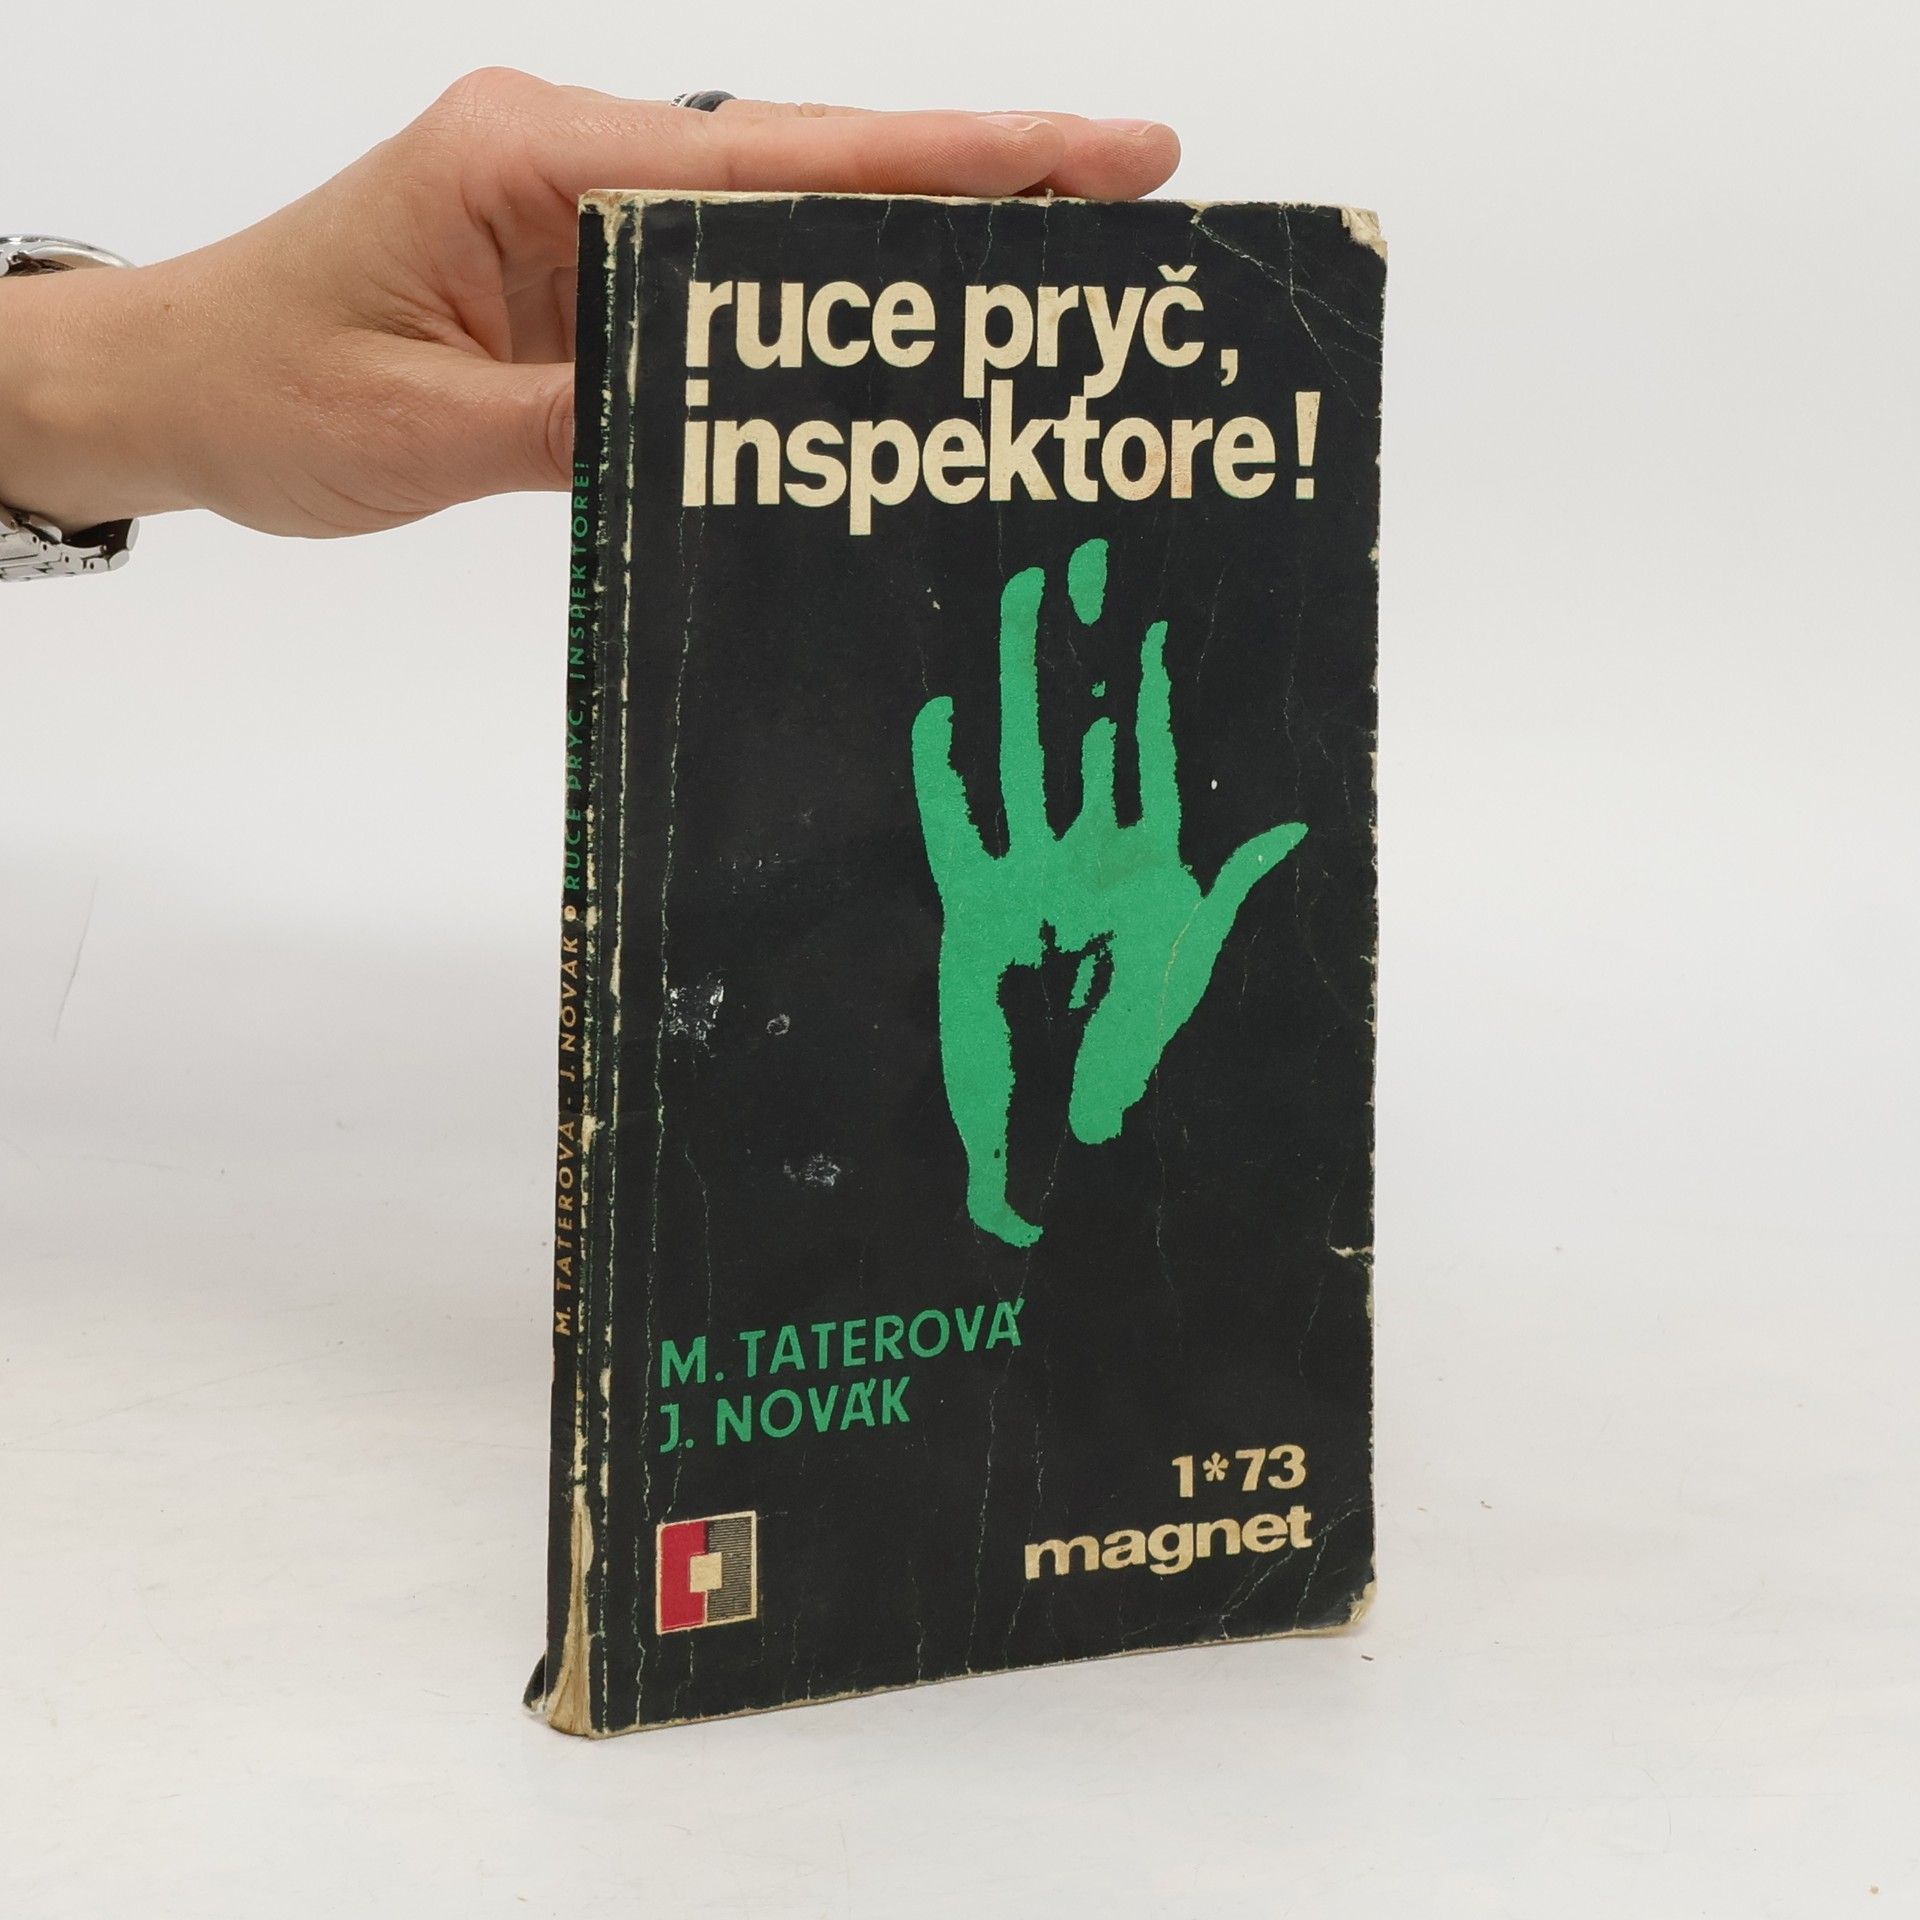 ruce pryč,
inspektore!
M. TATEROVÁ
J. NOVÁK
1*73
magnet
M. TATEROVÁ - J. NOVÁK • RUCE PRYČ, INSPEKTORE!